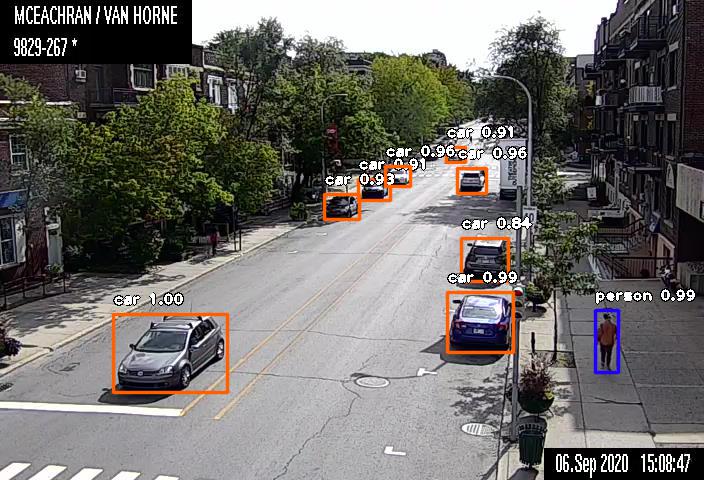 MCEACHRAN / VAN HORNE
9829-267 *
car 0.91
car 0.96
car 0.96
car 0.91
car 0.93
car 0.84
car 0.99
car 1.00
person 0.99
06.Sep 2020 15:08:47